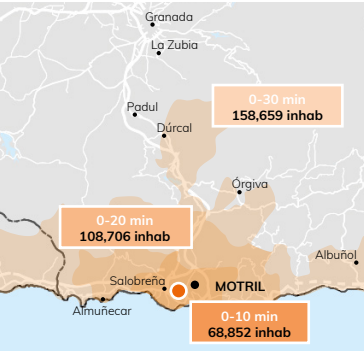 Granada
La Zubia
0-30 min
158,659 inhab
Padul
Dúrcal
Órgiva
0-20 min
108,706 inhab
Albuñol
Salobreña
MOTRIL
Almuñecar
0-10 min
68,852 inhab